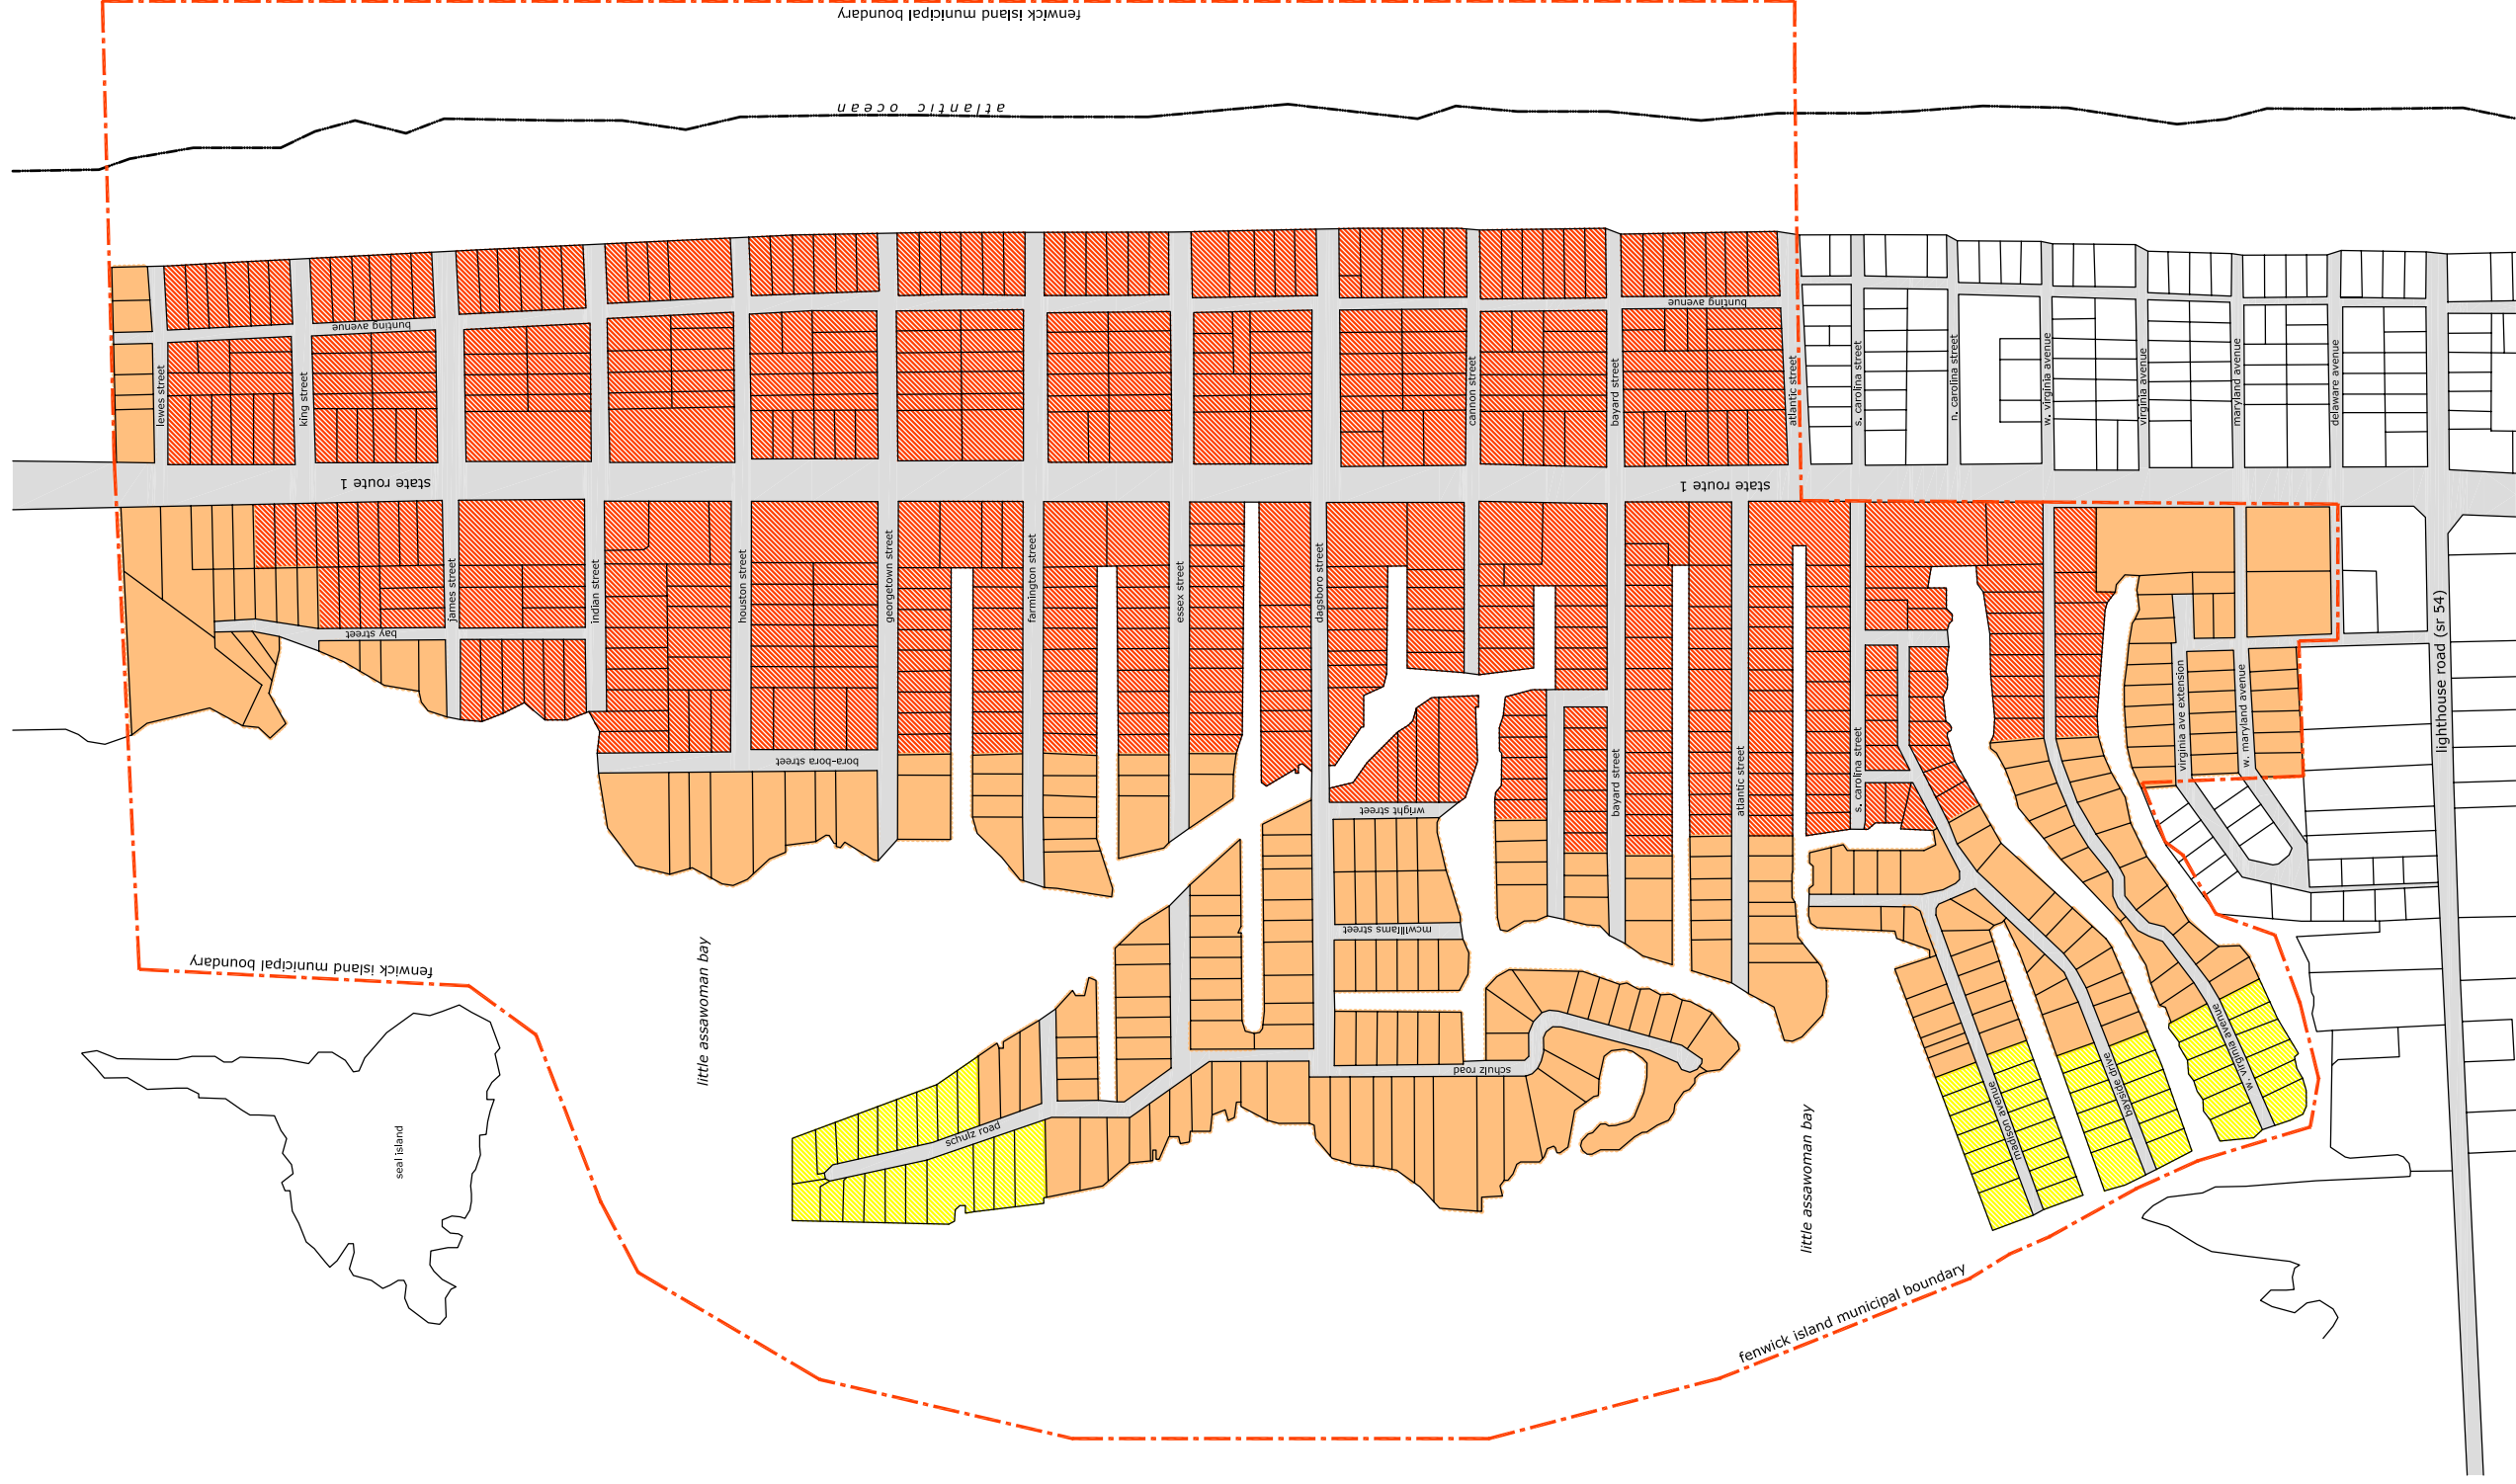 fenwick island municipal boundary
atlantic ocean
bunting avenue
bunting avenue
lewes street
king street
cannon street
bayard street
atlantic street
s. carolina street
n. carolina street
w. virginia avenue
virginia avenue
maryland avenue
delaware avenue
state route 1
state route 1
james street
indian street
houston street
georgetown street
farmington street
essex street
dagsboro street
bay street
bora-bora street
wright street
mcwilliams street
bayard street
atlantic street
s. carolina street
virginia ave extension
w. maryland avenue
lighthouse road (sr 54)
fenwick island municipal boundary
little assawoman bay
seal island
schulz road
schulz road
little assawoman bay
madison avenue
bayside drive
w. virginia avenue
fenwick island municipal boundary